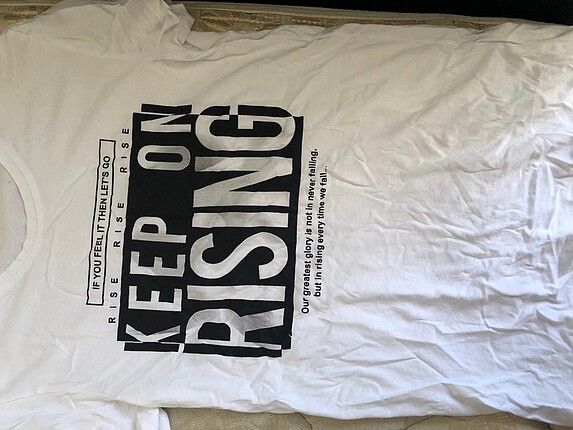 IF YOU FEEL IT THEN LET'S GO
RISE RISE RISE
KEEP ON
RISING
Our greatest glory is not in never falling,
but in rising every time we fall...